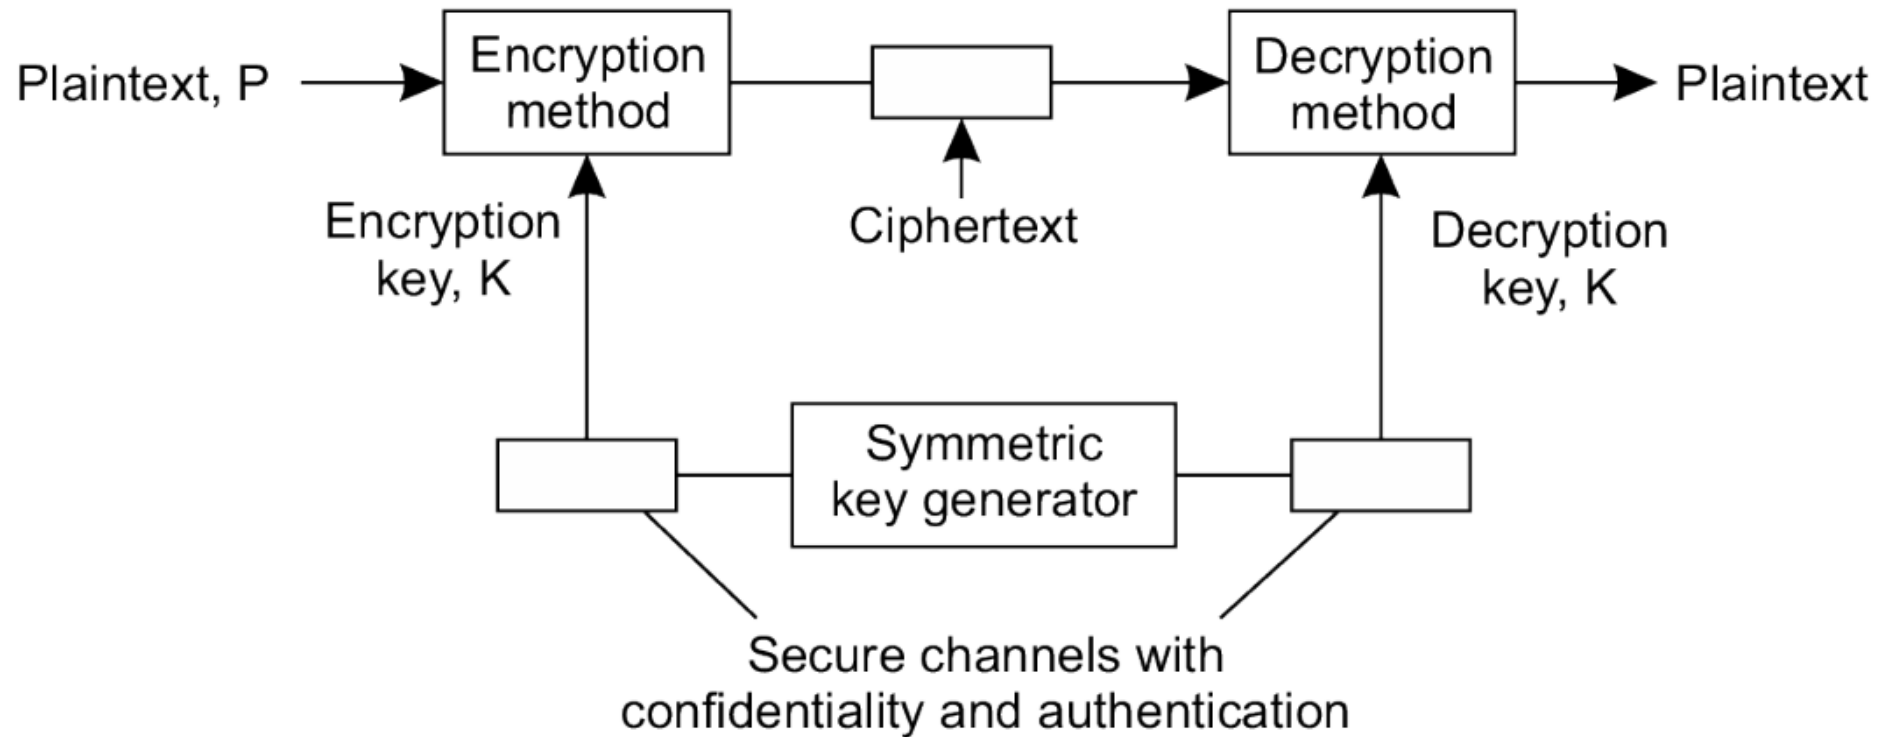 Plaintext, P
Encryption
method
Decryption
method
Plaintext
Encryption
key, K
Ciphertext
Decryption
key, K
Symmetric
key generator
Secure channels with
confidentiality and authentication